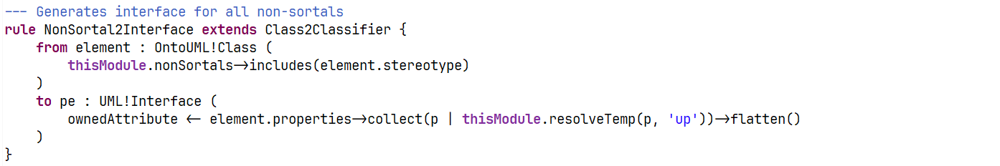 --- Generates interface for all non-sortals
rule NonSortal2Interface extends Class2Classifier {
    from element : OntoUML!Class (
        thisModule.nonSortals->includes(element.stereotype)
    )
    to pe : UML!Interface (
        ownedAttribute <- element.properties->collect(p | thisModule.resolveTemp(p, 'up'))->flatten()
    )
}